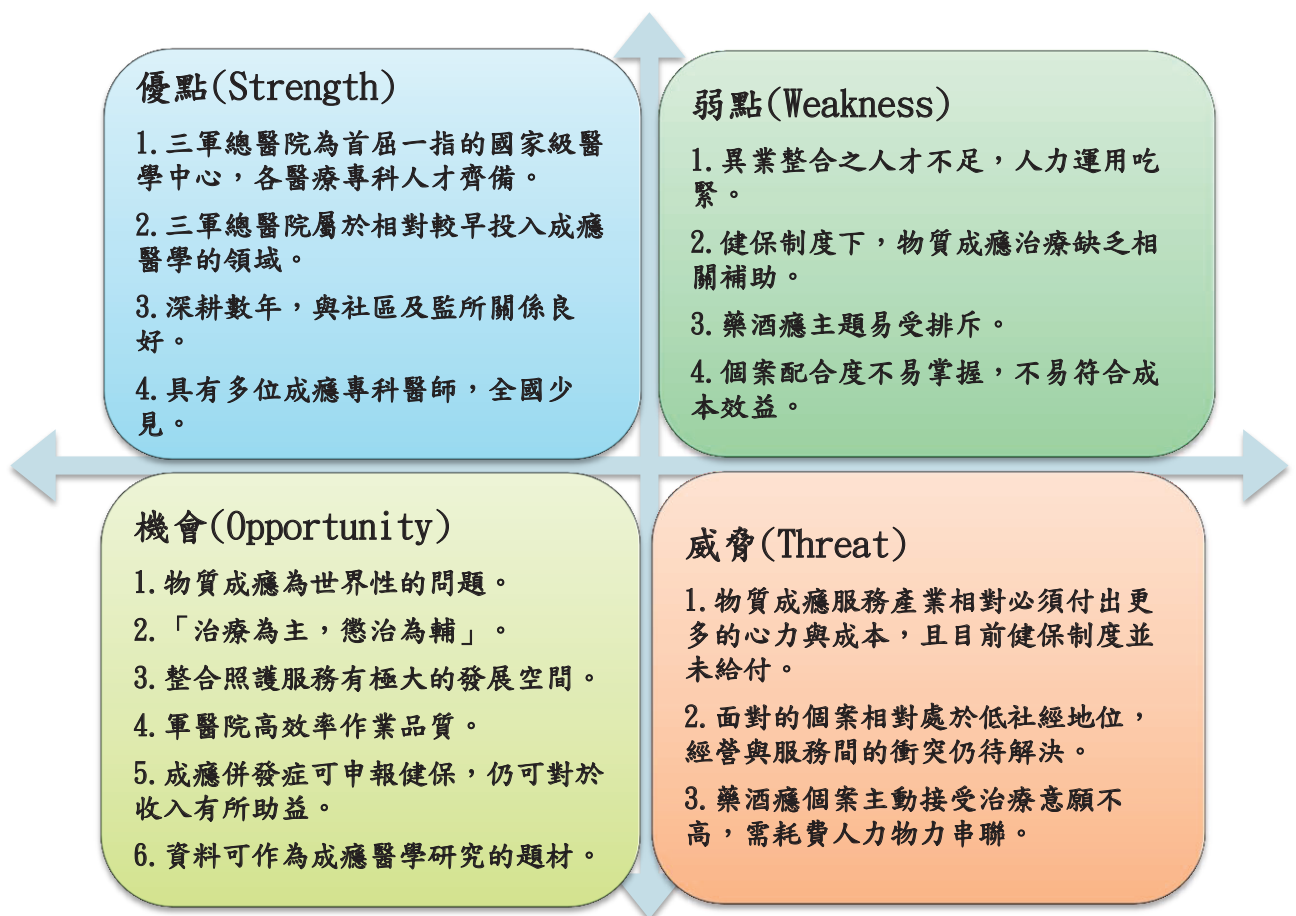 優點(Strength)
1.三軍總醫院為首屈一指的國家級醫
學中心，各醫療專科人才齊備。
2.三軍總醫院屬於相對較早投入成癮
醫學的領域。
3.深耕數年，與社區及監所關係良
好。
4.具有多位成癮專科醫師，全國少
見。
弱點(Weakness)
1.異業整合之人才不足，人力運用吃
緊。
2.健保制度下，物質成癮治療缺乏相
關補助。
3.藥酒癮主題易受排斥。
4.個案配合度不易掌握，不易符合成
本效益。
機會(Opportunity)
1.物質成癮為世界性的問題。
2.「治療為主，懲治為輔」。
3.整合照護服務有極大的發展空間。
4.軍醫院高效率作業品質。
5.成癮併發症可申報健保，仍可對於
收入有所助益。
6.資料可作為成癮醫學研究的題材。
威脅(Threat)
1.物質成癮服務產業相對必須付出更
多的心力與成本，且目前健保制度並
未給付。
2.面對的個案相對處於低社經地位，
經營與服務間的衝突仍待解決。
3.藥酒癮個案主動接受治療意願不
高，需耗費人力物力串聯。